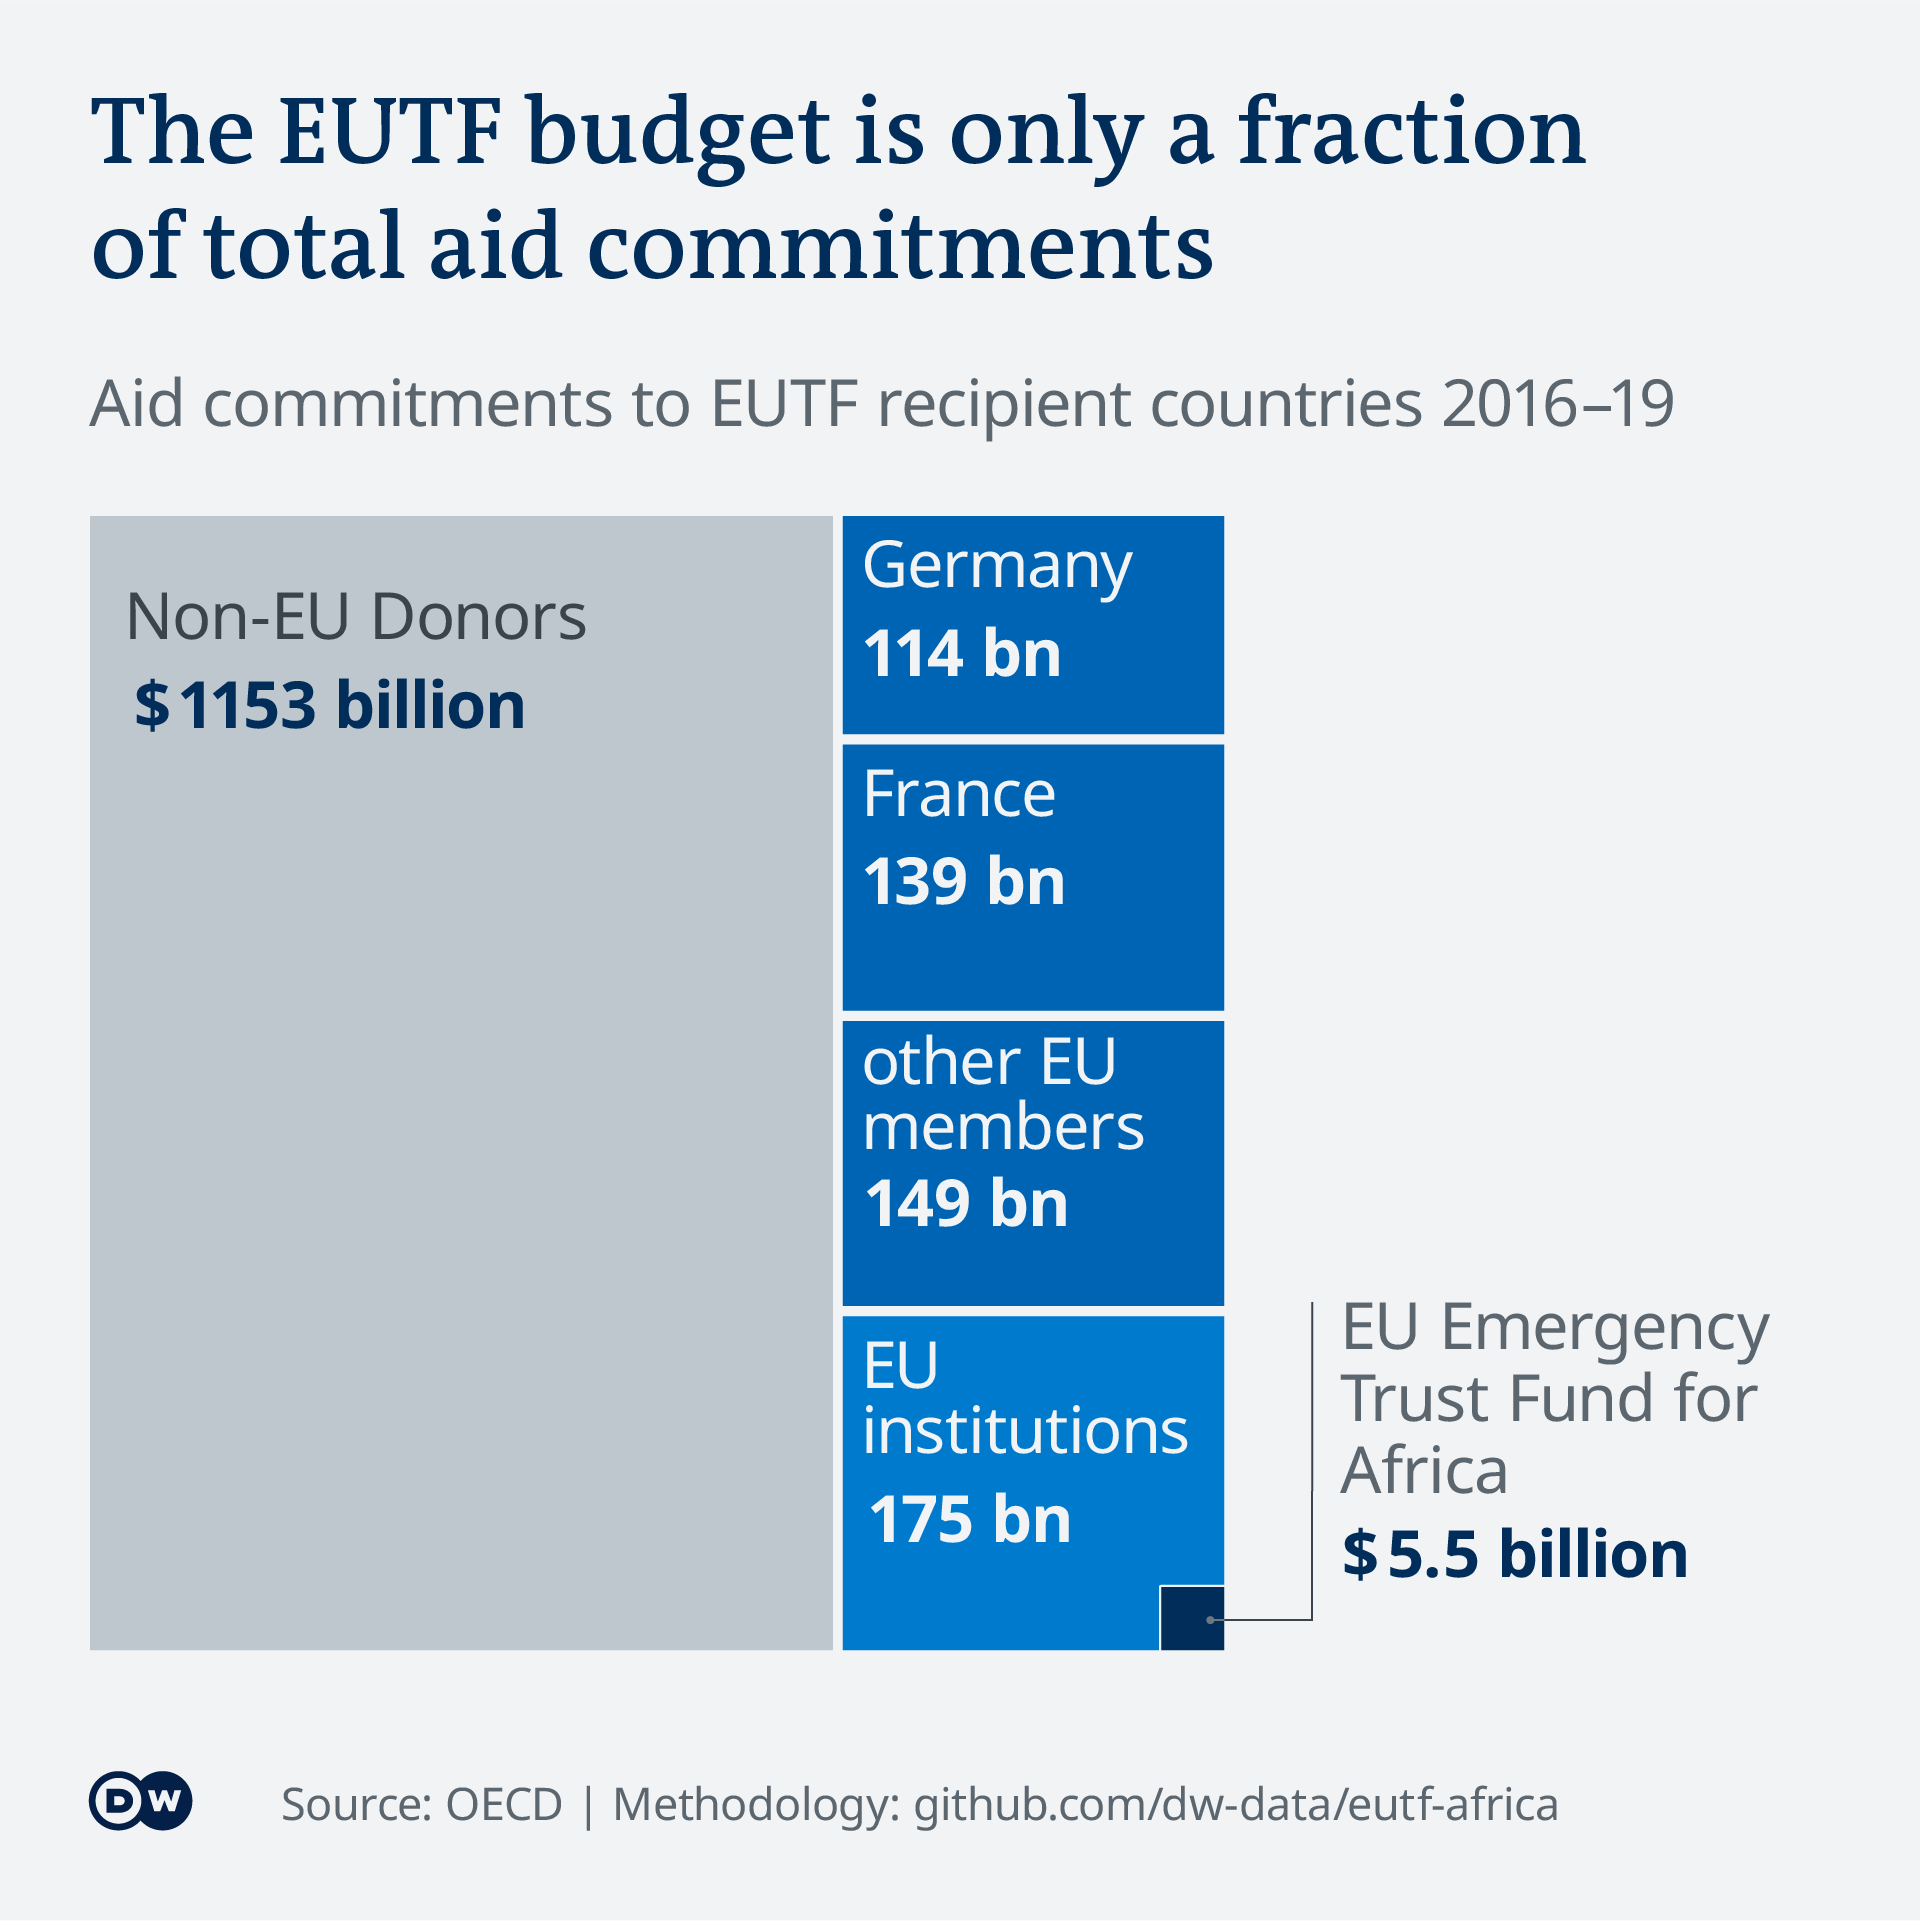 The EUTF budget is only a fraction
of total aid commitments
Aid commitments to EUTF recipient countries 2016–19
Non-EU Donors
$1153 billion
Germany
114 bn
France
139 bn
other EU
members
149 bn
EU
institutions
175 bn
EU Emergency
Trust Fund for
Africa
$5.5 billion
DW
Source: OECD | Methodology: github.com/dw-data/eutf-africa